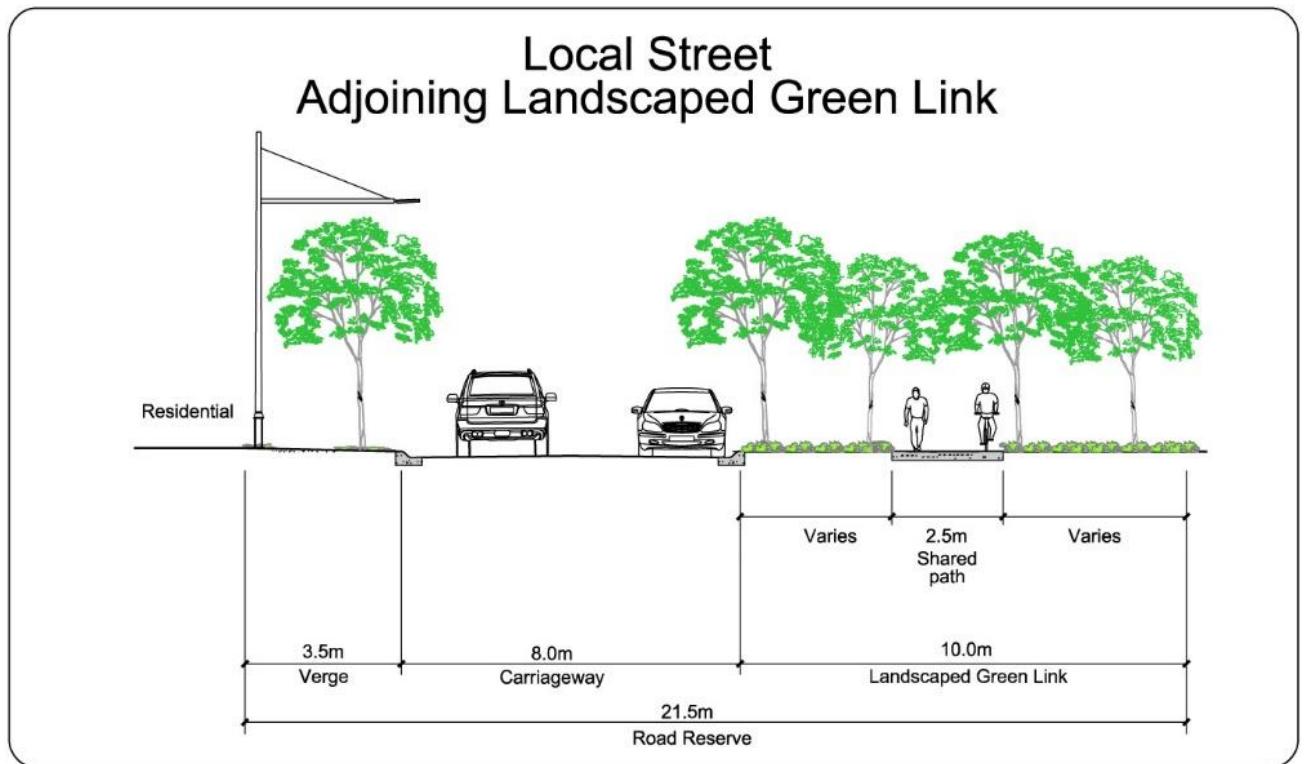 Local Street
Adjoining Landscaped Green Link
Residential
Varies
2.5m
Shared
path
Varies
3.5m
Verge
8.0m
Carriageway
10.0m
Landscaped Green Link
21.5m
Road Reserve